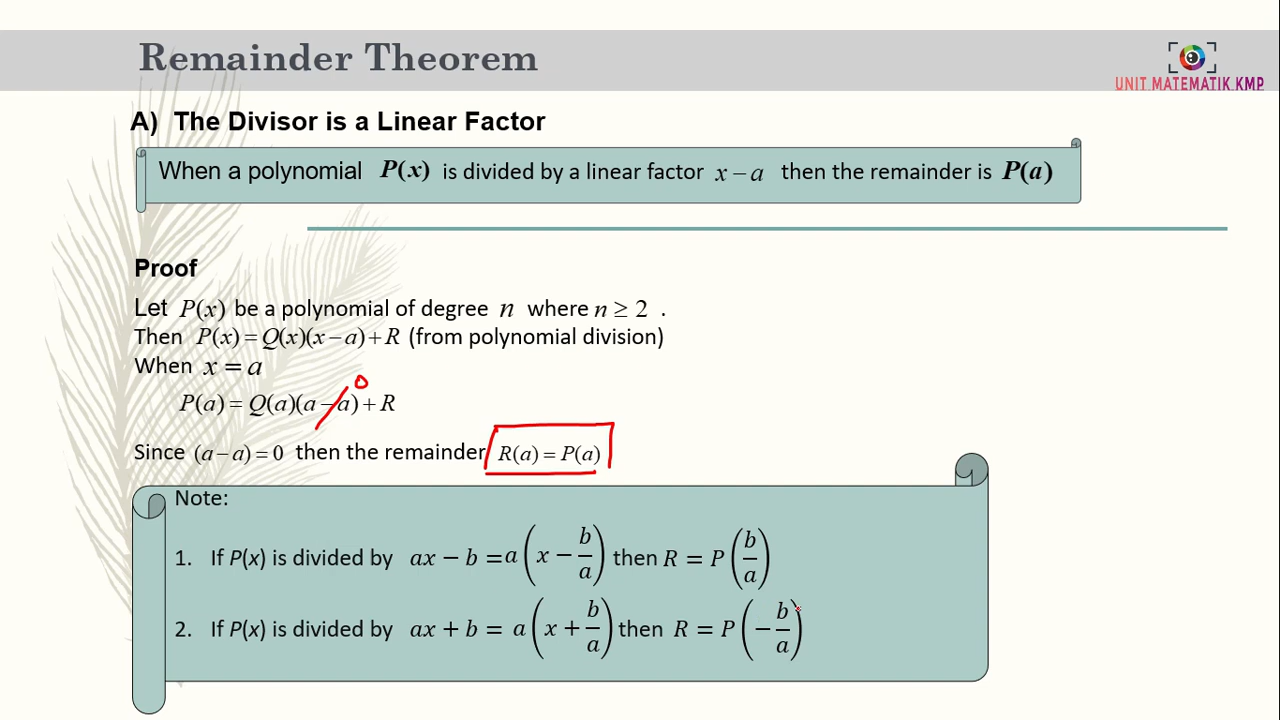 Remainder Theorem
UNIT MATEMATIK KMP
A) The Divisor is a Linear Factor
When a polynomial P(x) is divided by a linear factor x − a then the remainder is P(a)
Proof
Let P(x) be a polynomial of degree n where n ≥ 2 .
Then P(x) = Q(x)(x − a) + R (from polynomial division)
When x = a
0
P(a) = Q(a)(a − a) + R
Since (a − a) = 0 then the remainder R(a) = P(a)
Note:
1. If P(x) is divided by ax − b = a(x − b/a) then R = P(b/a)
2. If P(x) is divided by ax + b = a(x + b/a) then R = P(−b/a)